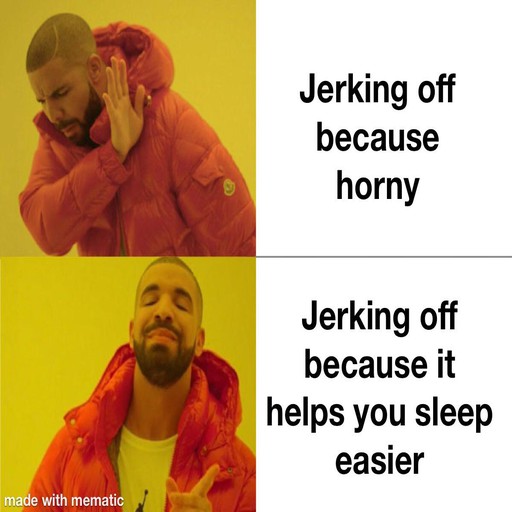 Jerking off
because
horny
Jerking off
because it
helps you sleep
easier
made with mematic